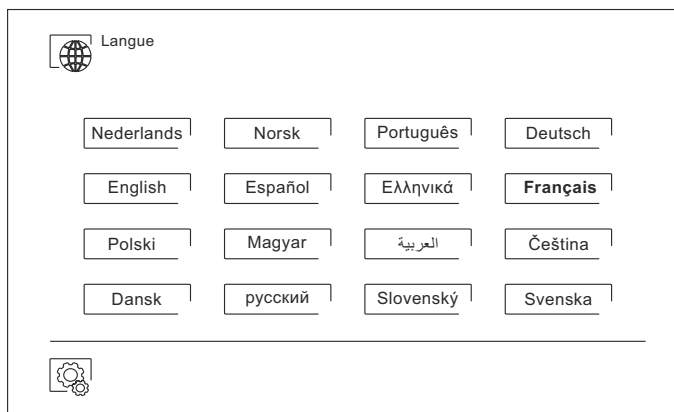 Langue
Nederlands Norsk Português Deutsch
English Español Ελληνικά Français
Polski Magyar العربية Čeština
Dansk русский Slovenský Svenska